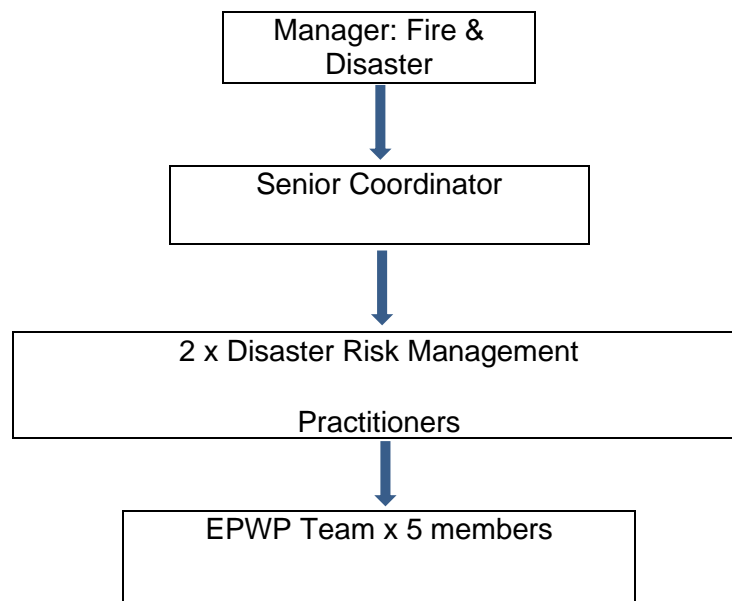 Manager: Fire &
Disaster
Senior Coordinator
2 x Disaster Risk Management
Practitioners
EPWP Team x 5 members